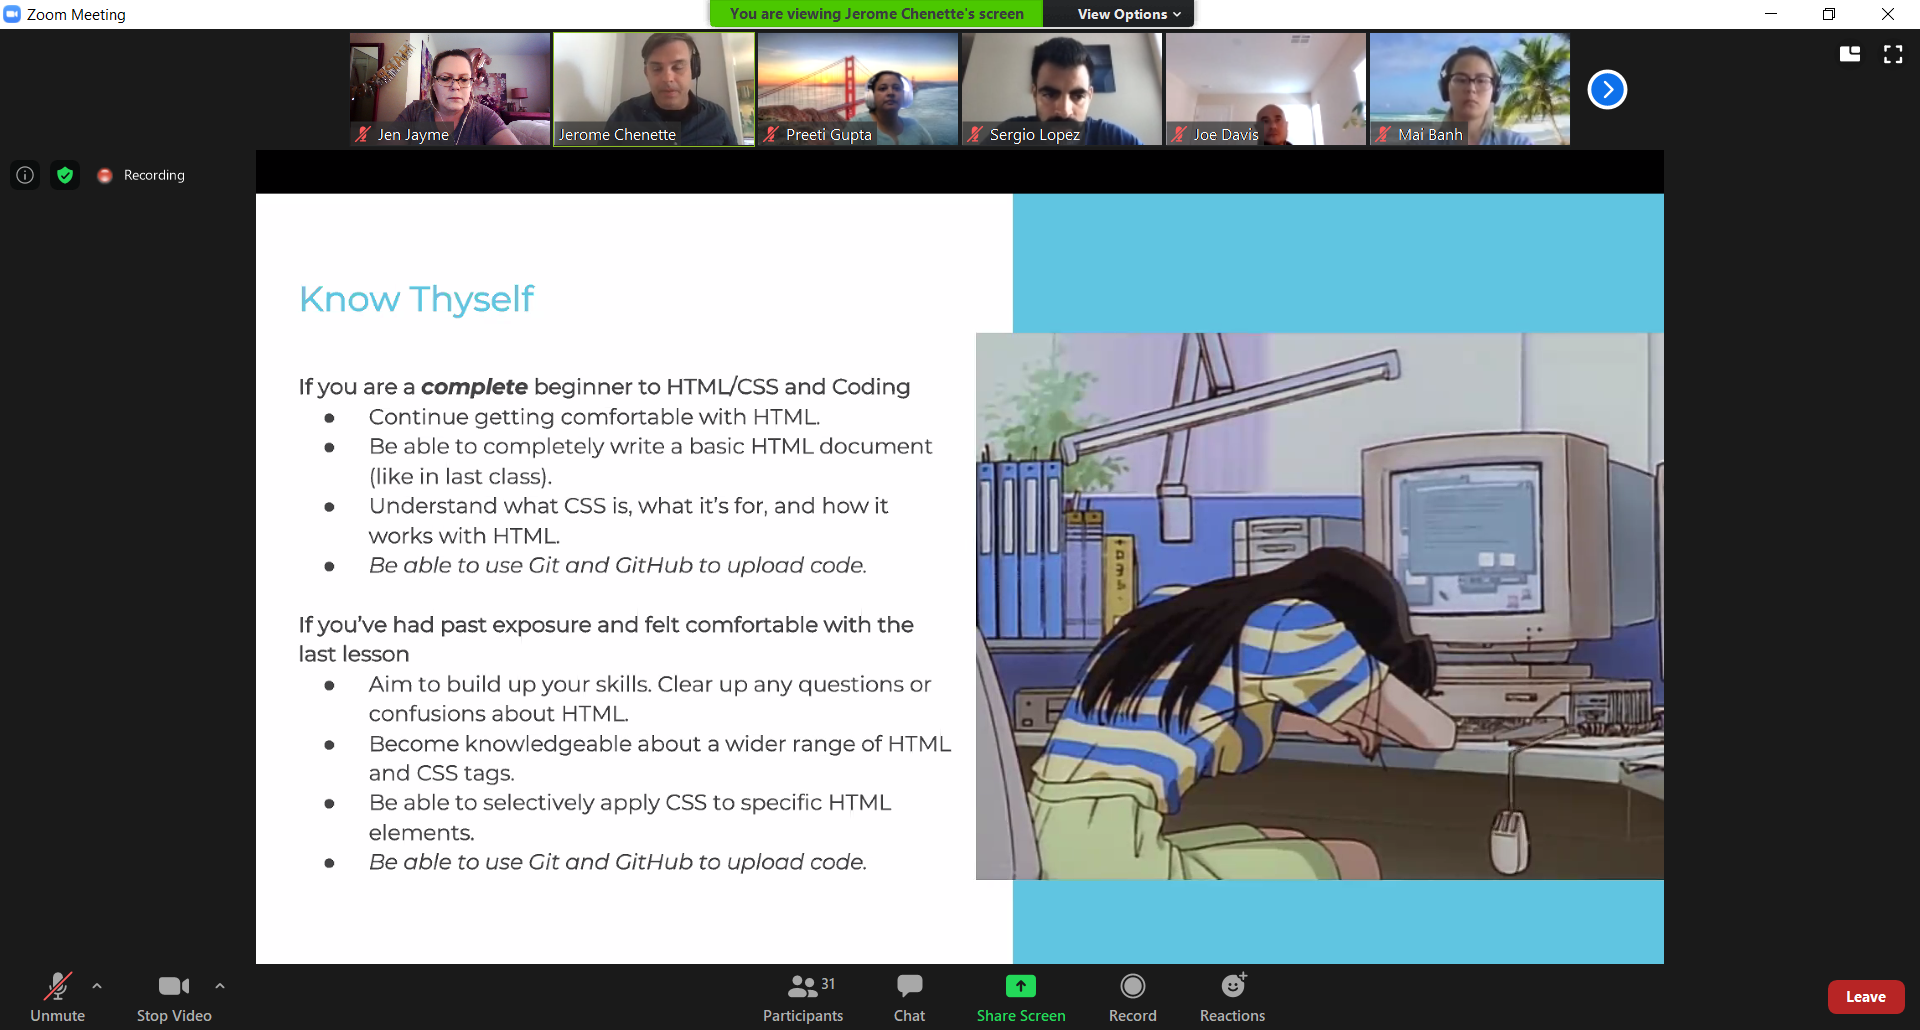 Zoom Meeting
You are viewing Jerome Chenette's screen
View Options
Jen Jayme
Jerome Chenette
Preeti Gupta
Sergio Lopez
Joe Davis
Mai Banh
Recording
Know Thyself
If you are a complete beginner to HTML/CSS and Coding
● Continue getting comfortable with HTML.
● Be able to completely write a basic HTML document
(like in last class).
● Understand what CSS is, what it's for, and how it
works with HTML.
● Be able to use Git and GitHub to upload code.
If you've had past exposure and felt comfortable with the
last lesson
● Aim to build up your skills. Clear up any questions or
confusions about HTML.
● Become knowledgeable about a wider range of HTML
and CSS tags.
● Be able to selectively apply CSS to specific HTML
elements.
● Be able to use Git and GitHub to upload code.
Unmute
Stop Video
31
Participants
Chat
Share Screen
Record
Reactions
Leave